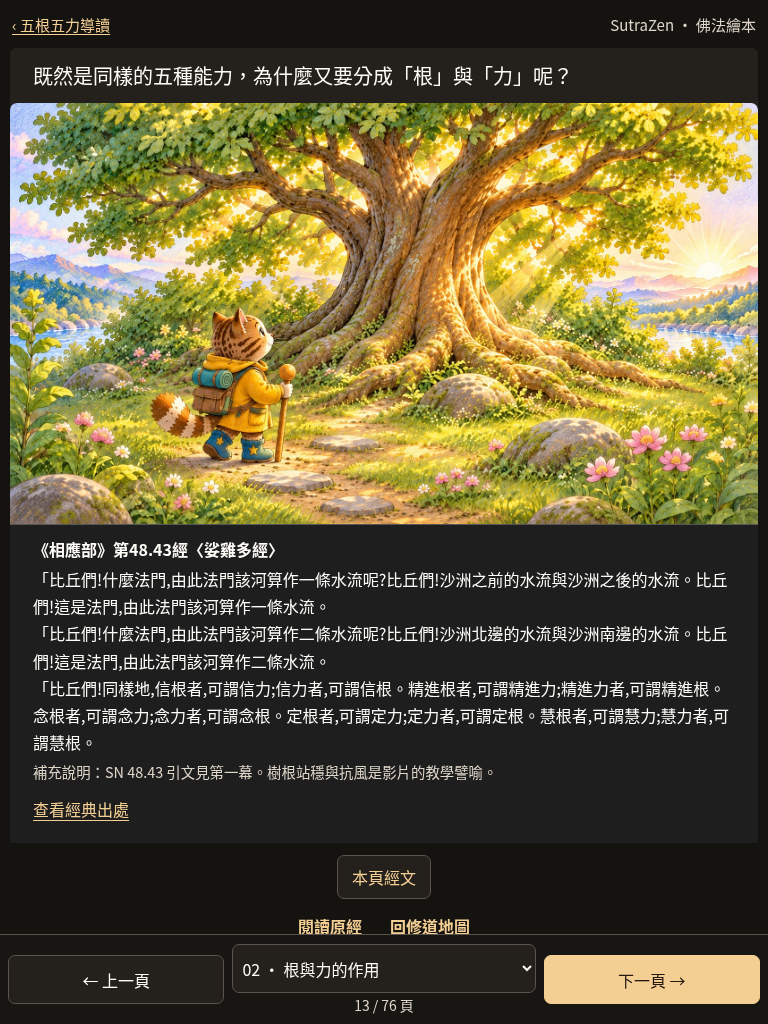 ‹ 五根五力導讀
SutraZen ・ 佛法繪本
既然是同樣的五種能力，為什麼又要分成「根」與「力」呢？
《相應部》第48.43經〈娑雞多經〉
「比丘們!什麼法門,由此法門該河算作一條水流呢?比丘們!沙洲之前的水流與沙洲之後的水流。比丘
們!這是法門,由此法門該河算作一條水流。
「比丘們!什麼法門,由此法門該河算作二條水流呢?比丘們!沙洲北邊的水流與沙洲南邊的水流。比丘
們!這是法門,由此法門該河算作二條水流。
「比丘們!同樣地,信根者,可謂信力;信力者,可謂信根。精進根者,可謂精進力;精進力者,可謂精進根。
念根者,可謂念力;念力者,可謂念根。定根者,可謂定力;定力者,可謂定根。慧根者,可謂慧力;慧力者,可
謂慧根。
補充說明：SN 48.43 引文見第一幕。樹根站穩與抗風是影片的教學譬喻。
查看經典出處
本頁經文
閱讀原經 回修道地圖
← 上一頁
02 ・ 根與力的作用
下一頁 →
13 / 76 頁